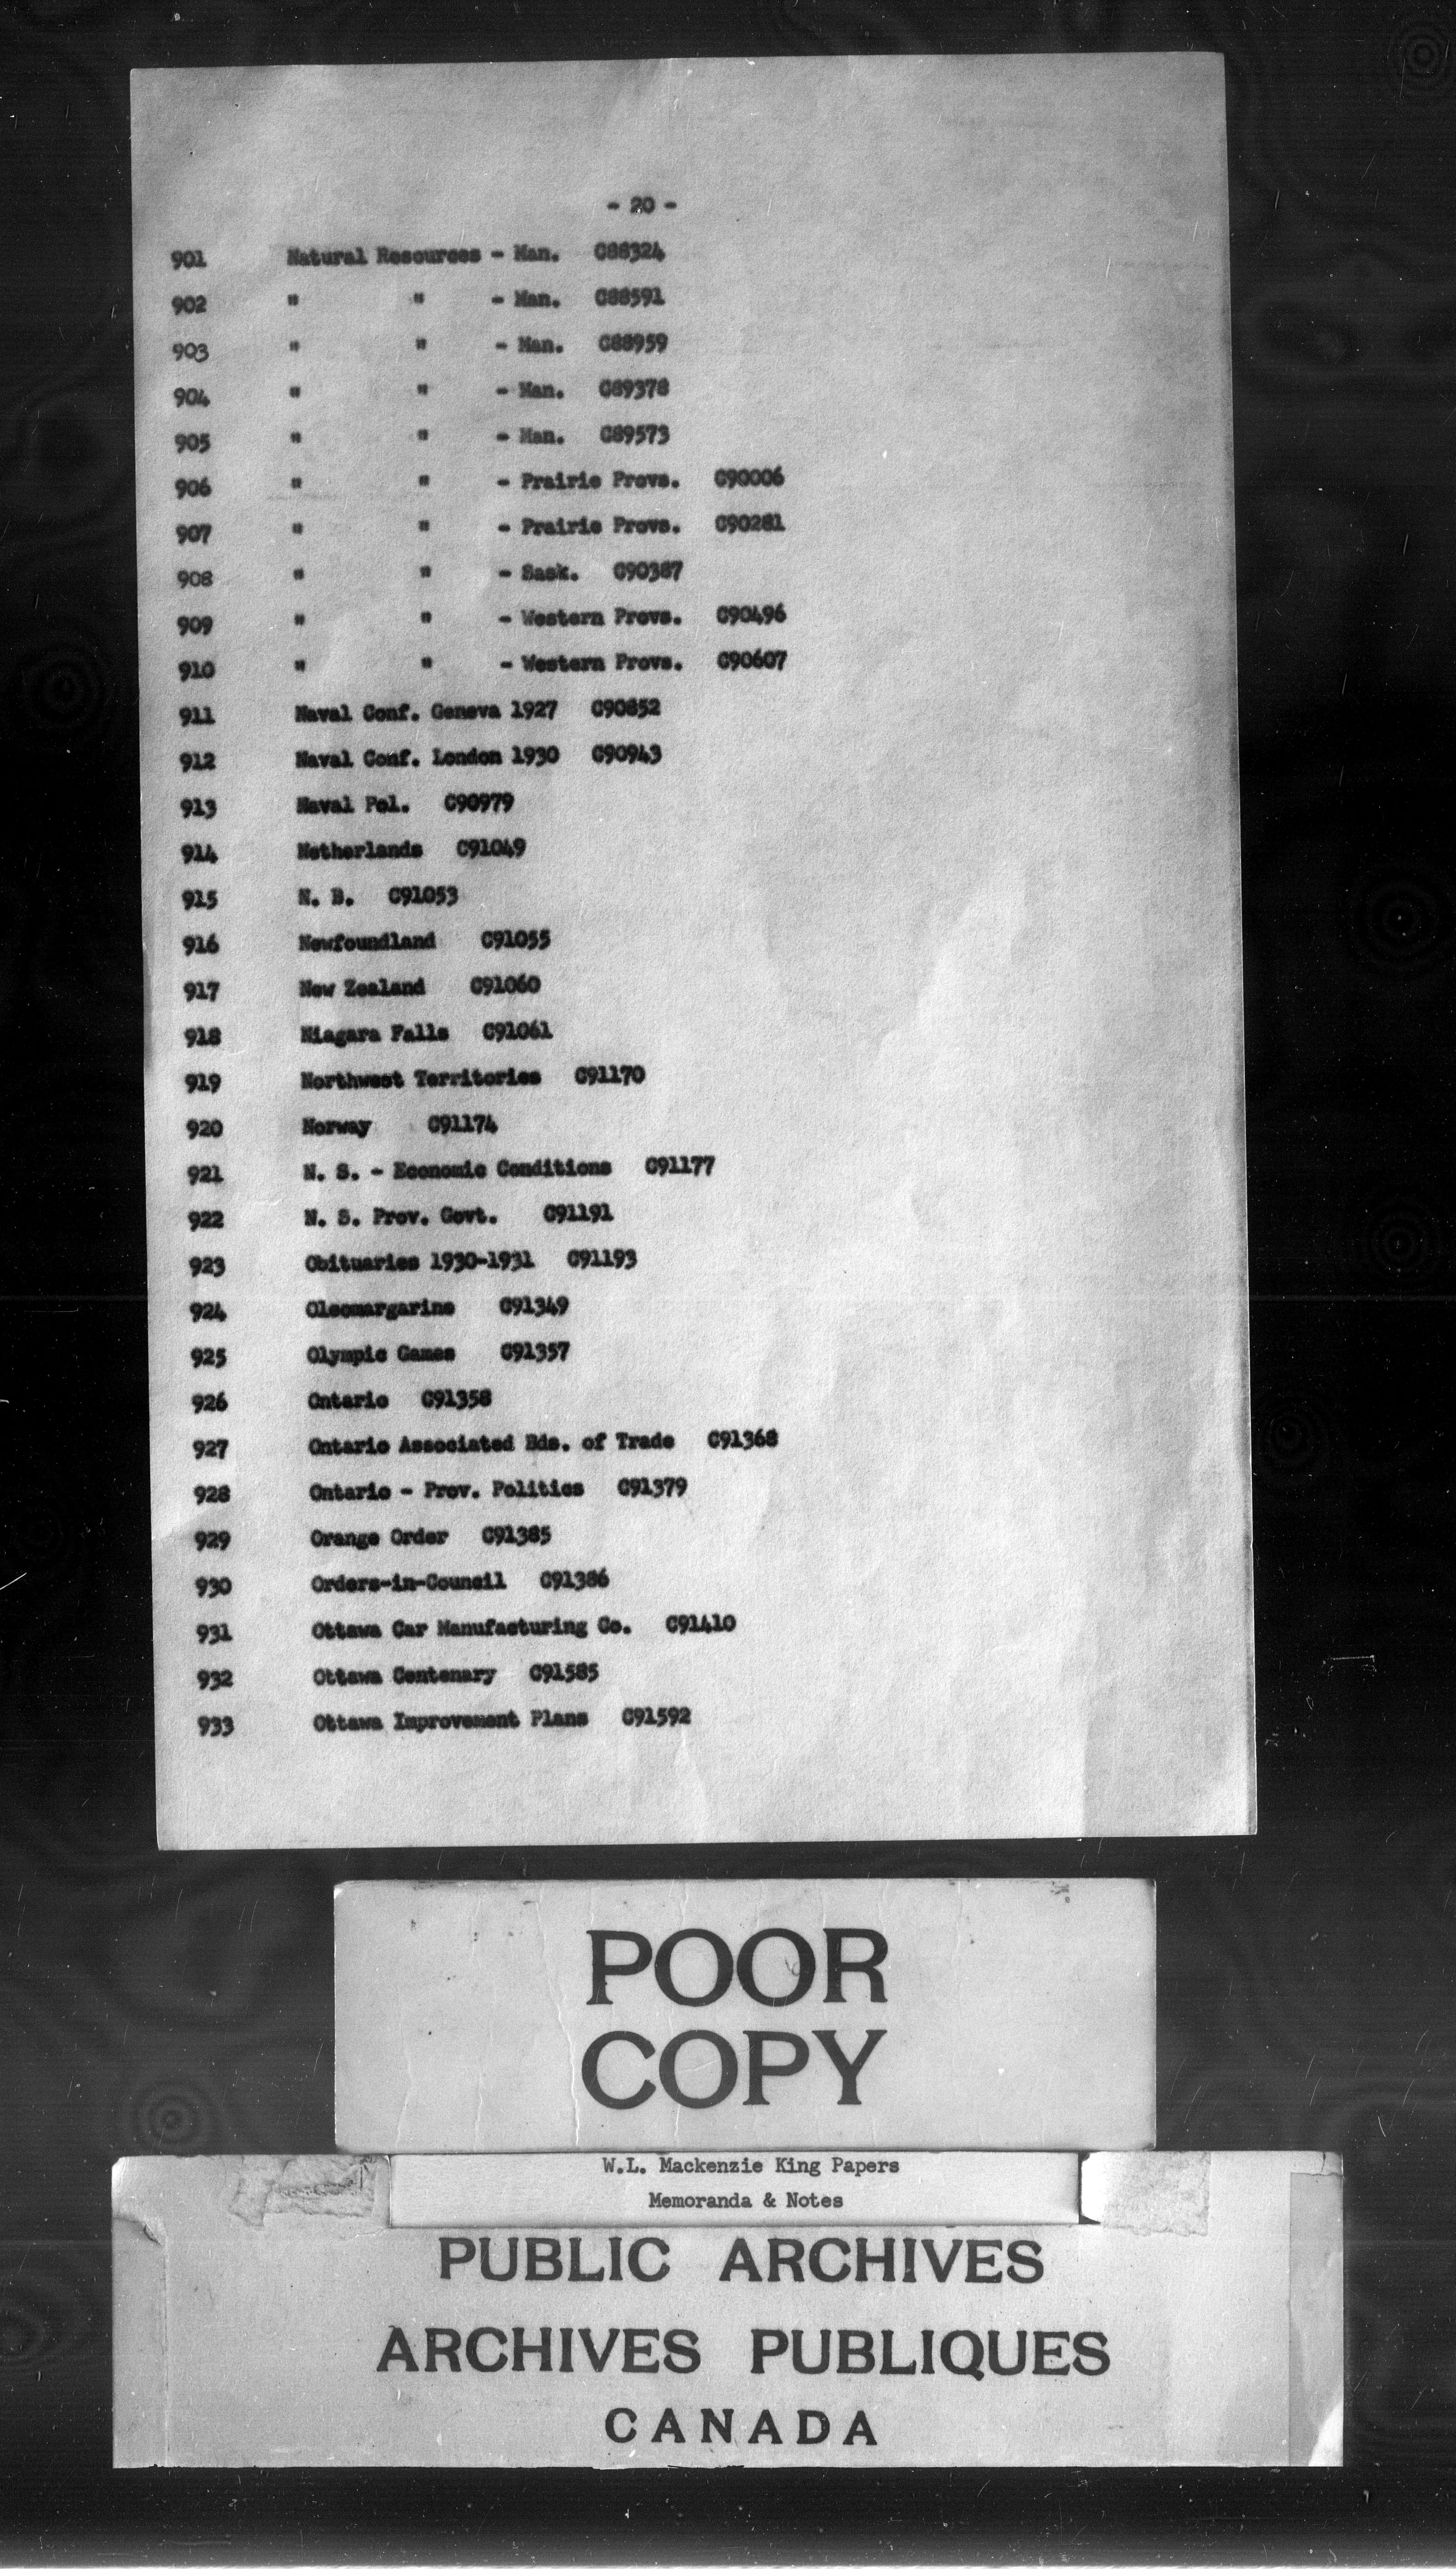 - 20 -
901 Natural Resources - Man. C88324
902 " " - Man. C88591
903 " " - Man. C88959
904 " " - Man. C89378
905 " " - Man. C89573
906 " " - Prairie Provs. C90006
907 " " - Prairie Provs. C90281
908 " " - Sask. C90387
909 " " - Western Provs. C90496
910 " " - Western Provs. C90607
911 Naval Conf. Geneva 1927 C90852
912 Naval Conf. London 1930 C90943
913 Naval Pol. C90979
914 Netherlands C91049
915 N. B. C91053
916 Newfoundland C91055
917 New Zealand C91060
918 Niagara Falls C91061
919 Northwest Territories C91170
920 Norway C91174
921 N. S. - Economic Conditions C91177
922 N. S. Prov. Govt. C91191
923 Obituaries 1930-1931 C91193
924 Oleomargarine C91349
925 Olympic Games C91357
926 Ontario C91358
927 Ontario Associated Bds. of Trade C91368
928 Ontario - Prov. Politics C91379
929 Orange Order C91385
930 Orders-in-Council C91386
931 Ottawa Car Manufacturing Co. C91410
932 Ottawa Centenary C91585
933 Ottawa Improvement Plans C91592
POOR
COPY
W.L. Mackenzie King Papers
Memoranda & Notes
PUBLIC ARCHIVES
ARCHIVES PUBLIQUES
CANADA